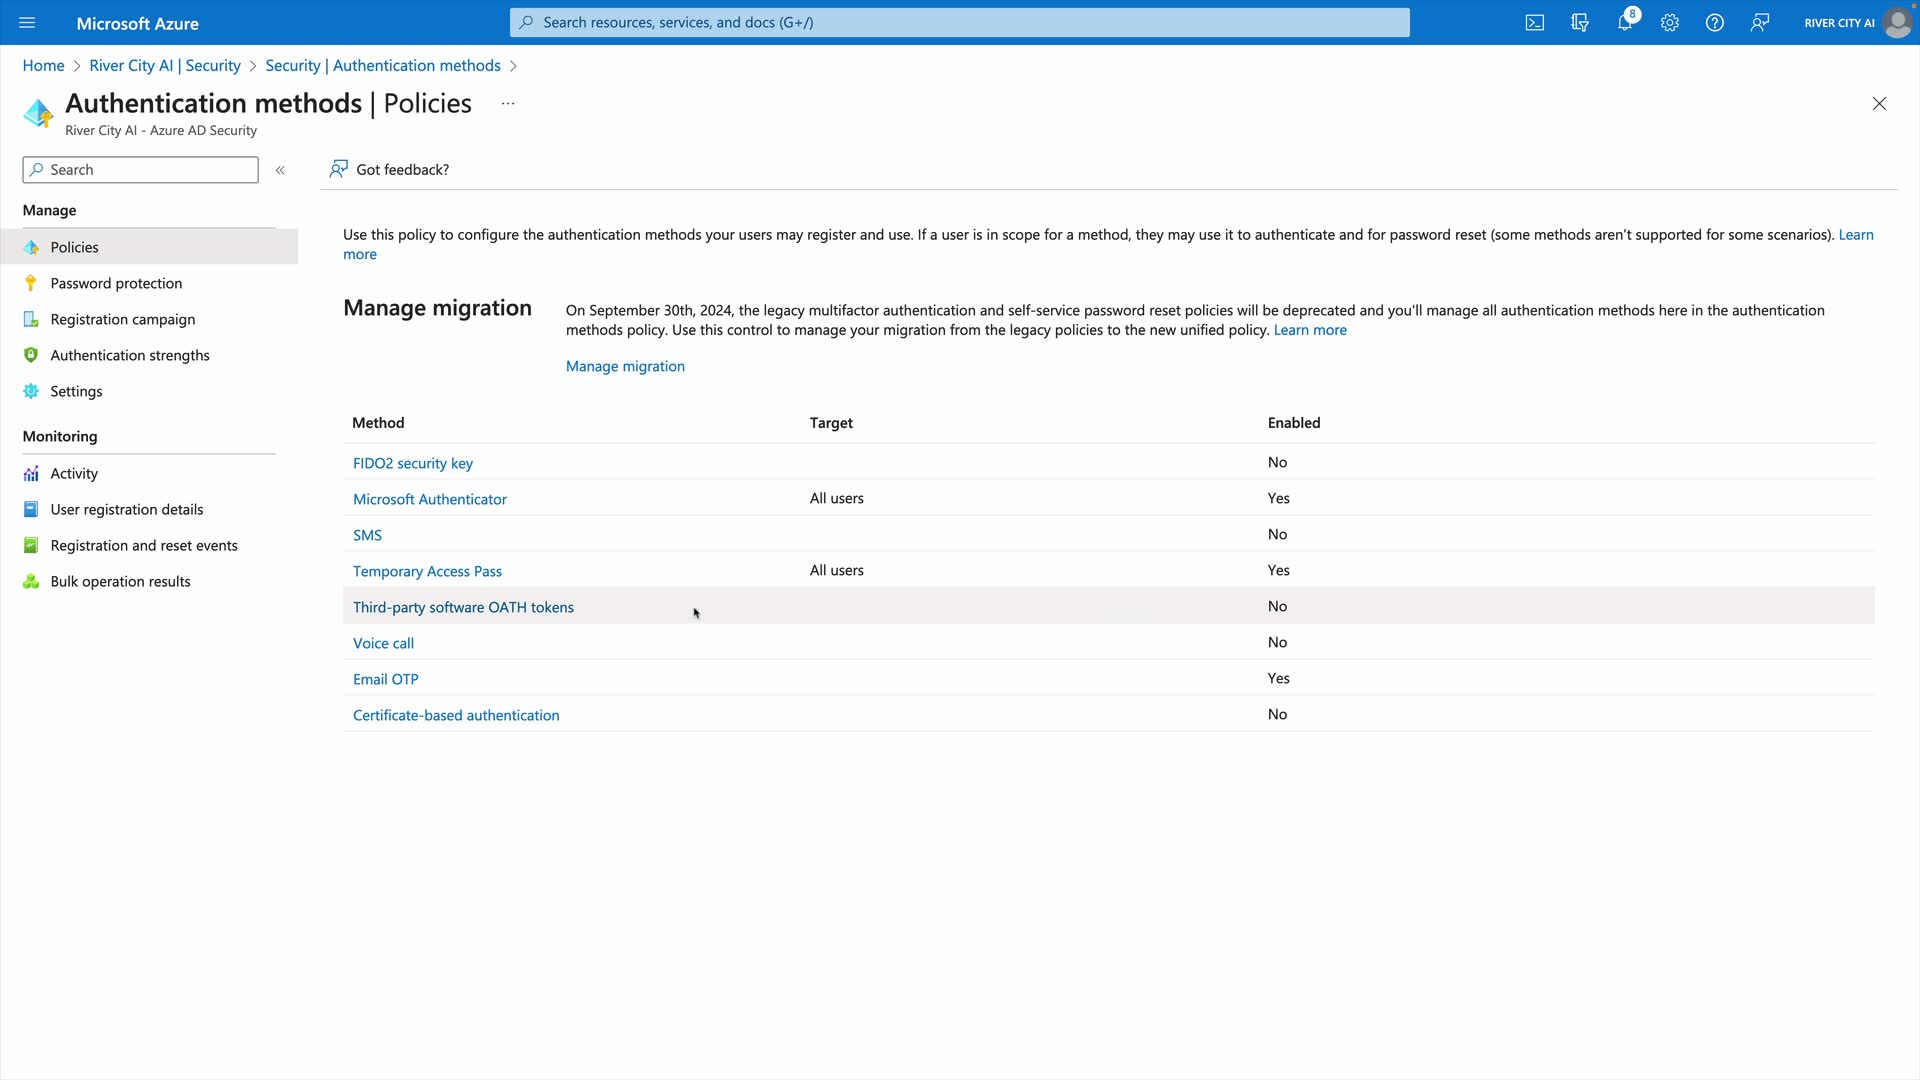 Microsoft Azure
Search resources, services, and docs (G+/)
8
RIVER CITY AI
Home > River City AI | Security > Security | Authentication methods >
Authentication methods | Policies ...
River City AI - Azure AD Security
Search
«
Got feedback?
Manage
Policies
Password protection
Registration campaign
Authentication strengths
Settings
Monitoring
Activity
User registration details
Registration and reset events
Bulk operation results
Use this policy to configure the authentication methods your users may register and use. If a user is in scope for a method, they may use it to authenticate and for password reset (some methods aren't supported for some scenarios). Learn
more
Manage migration
On September 30th, 2024, the legacy multifactor authentication and self-service password reset policies will be deprecated and you'll manage all authentication methods here in the authentication
methods policy. Use this control to manage your migration from the legacy policies to the new unified policy. Learn more
Manage migration
Method Target Enabled
FIDO2 security key No
Microsoft Authenticator All users Yes
SMS No
Temporary Access Pass All users Yes
Third-party software OATH tokens No
Voice call No
Email OTP Yes
Certificate-based authentication No